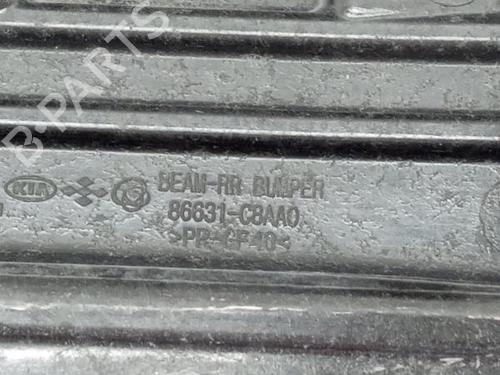 B-PARTS
KIA
BEAM-RR BUMPER
86631-C8AA0
>PP-GF40<